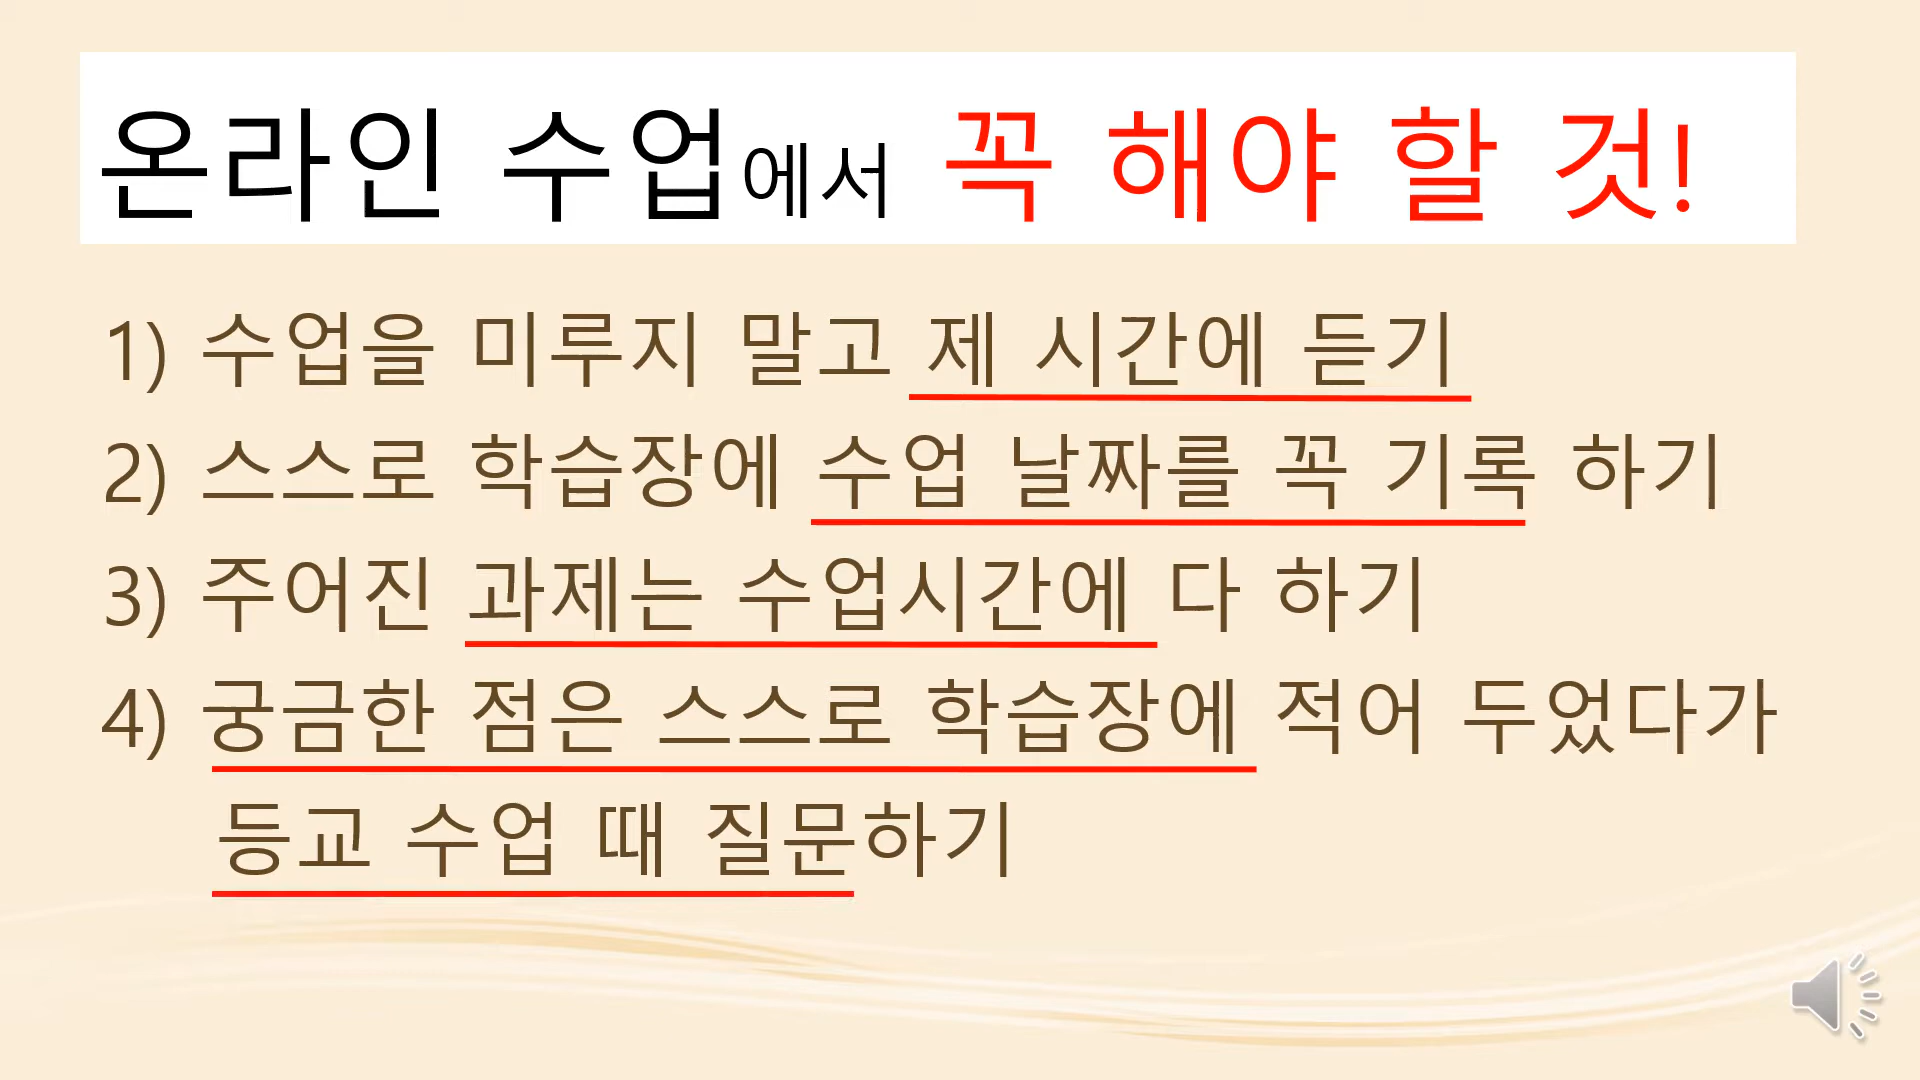 온라인 수업에서 꼭 해야 할 것!
1) 수업을 미루지 말고 제 시간에 듣기
2) 스스로 학습장에 수업 날짜를 꼭 기록 하기
3) 주어진 과제는 수업시간에 다 하기
4) 궁금한 점은 스스로 학습장에 적어 두었다가
등교 수업 때 질문하기